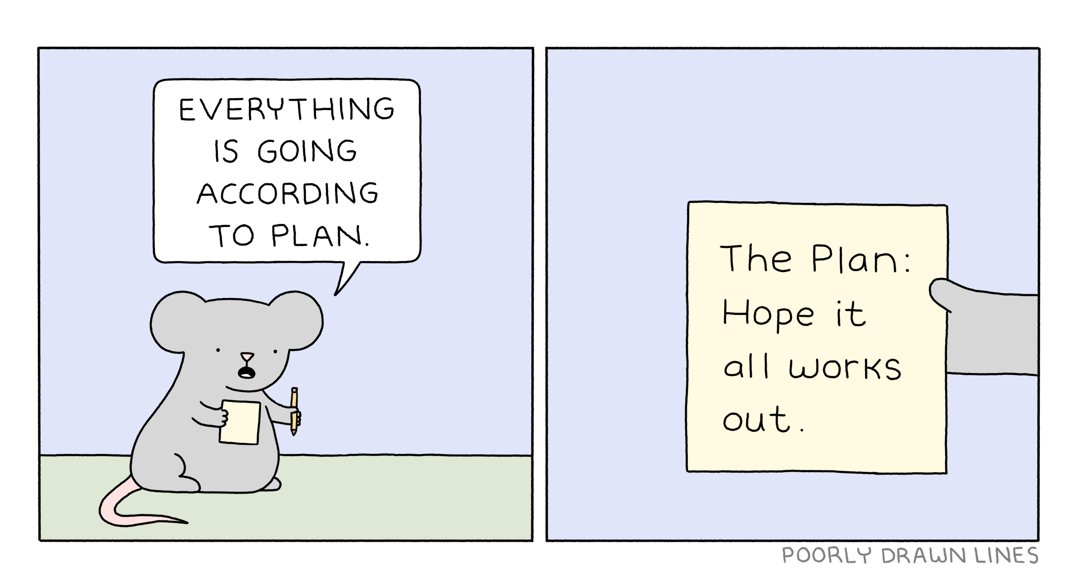 EVERYTHING
IS GOING
ACCORDING
TO PLAN.
The Plan:
Hope it
all works
out.
POORLY DRAWN LINES